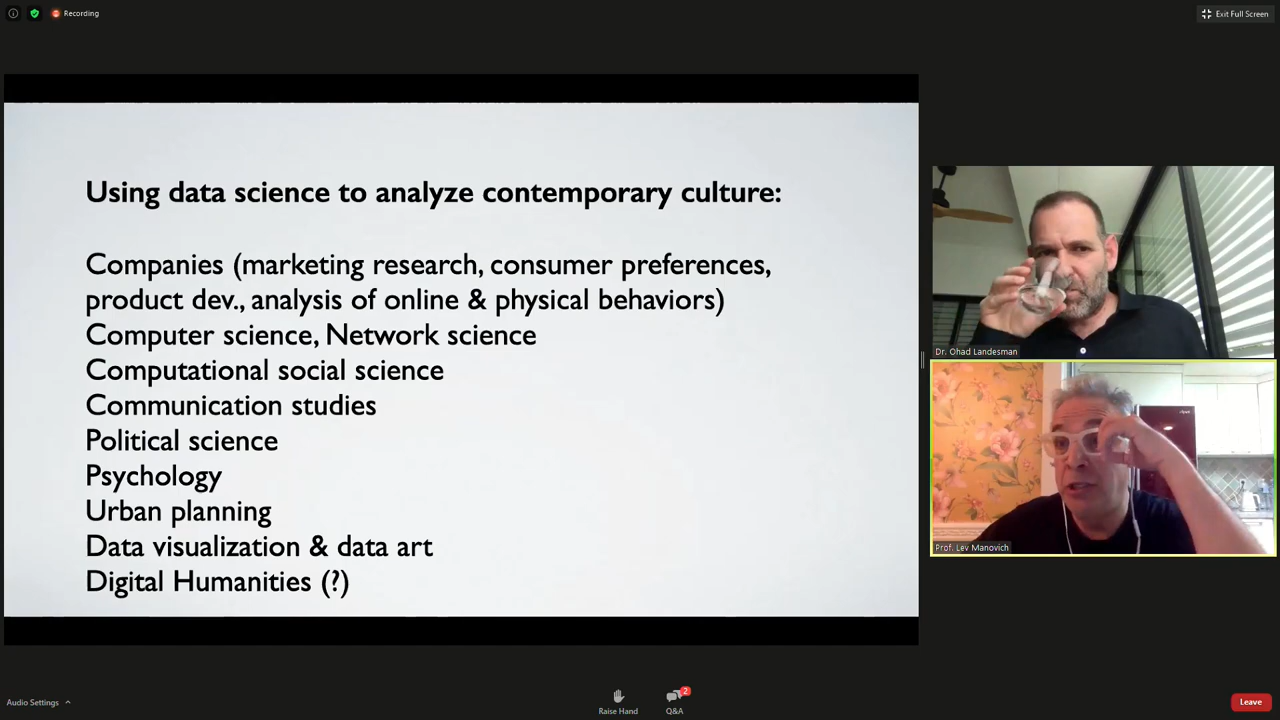 Recording
Exit Full Screen
Using data science to analyze contemporary culture:
Companies (marketing research, consumer preferences,
product dev., analysis of online & physical behaviors)
Computer science, Network science
Computational social science
Communication studies
Political science
Psychology
Urban planning
Data visualization & data art
Digital Humanities (?)
Dr. Ohad Landesman
Prof. Lev Manovich
Audio Settings
Raise Hand
2
Q&A
Leave